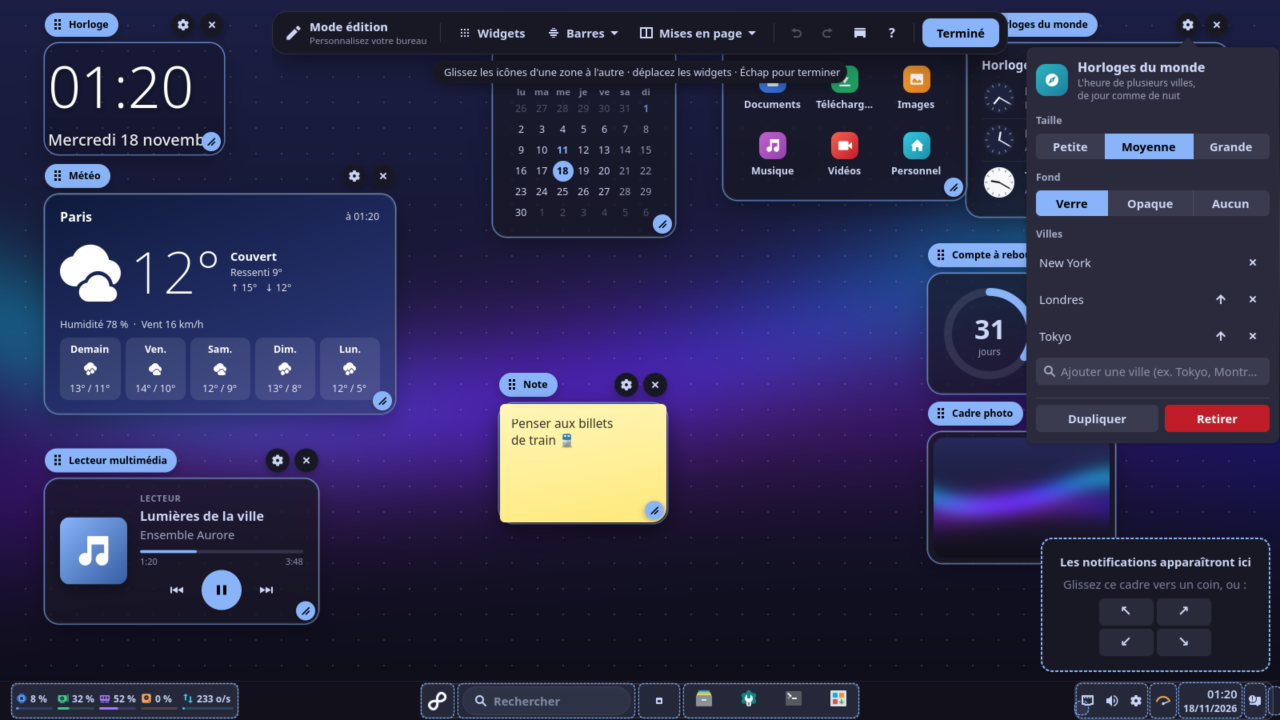 Horloge
Mode édition
Personnalisez votre bureau
Widgets
Barres
Mises en page
?
Terminé
loges du monde
01:20
Mercredi 18 novemb
Glissez les icônes d'une zone à l'autre · déplacez les widgets · Échap pour terminer
lu ma me je ve sa di
26 27 28 29 30 31 1
2 3 4 5 6 7 8
9 10 11 12 13 14 15
16 17 18 19 20 21 22
23 24 25 26 27 28 29
30 1 2 3 4 5 6
Documents Télécharg... Images
Musique Vidéos Personnel
Horloge
Horloges du monde
L'heure de plusieurs villes,
de jour comme de nuit
Taille
Petite Moyenne Grande
Fond
Verre Opaque Aucun
Villes
New York
Londres
Tokyo
Ajouter une ville (ex. Tokyo, Montr...
Dupliquer Retirer
Météo
Paris à 01:20
12°
Couvert
Ressenti 9°
↑ 15° ↓ 12°
Humidité 78 % · Vent 16 km/h
Demain Ven. Sam. Dim. Lun.
13° / 11° 14° / 10° 12° / 9° 13° / 8° 12° / 5°
Compte à rebou
31
jours
Note
Penser aux billets
de train
Cadre photo
Lecteur multimédia
LECTEUR
Lumières de la ville
Ensemble Aurore
1:20 3:48
Les notifications apparaîtront ici
Glissez ce cadre vers un coin, ou :
↖ ↗
↙ ↘
8 % 32 % 52 % 0 % 233 o/s
Rechercher
01:20
18/11/2026